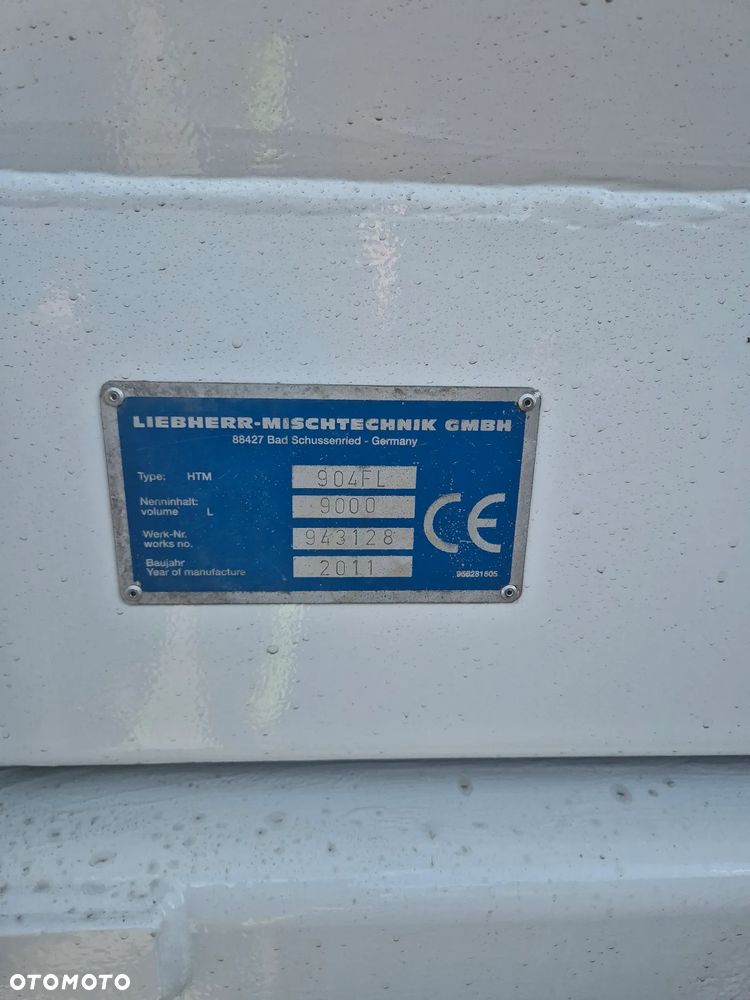 LIEBHERR-MISCHTECHNIK GMBH
88427 Bad Schussenried - Germany
Type: HTM 904FL
Nenninhalt: 
volume L 9000
Werk-Nr.
works no. 943128
Baujahr
Year of manufacture 2011
CE
966281605
OTOMOTO